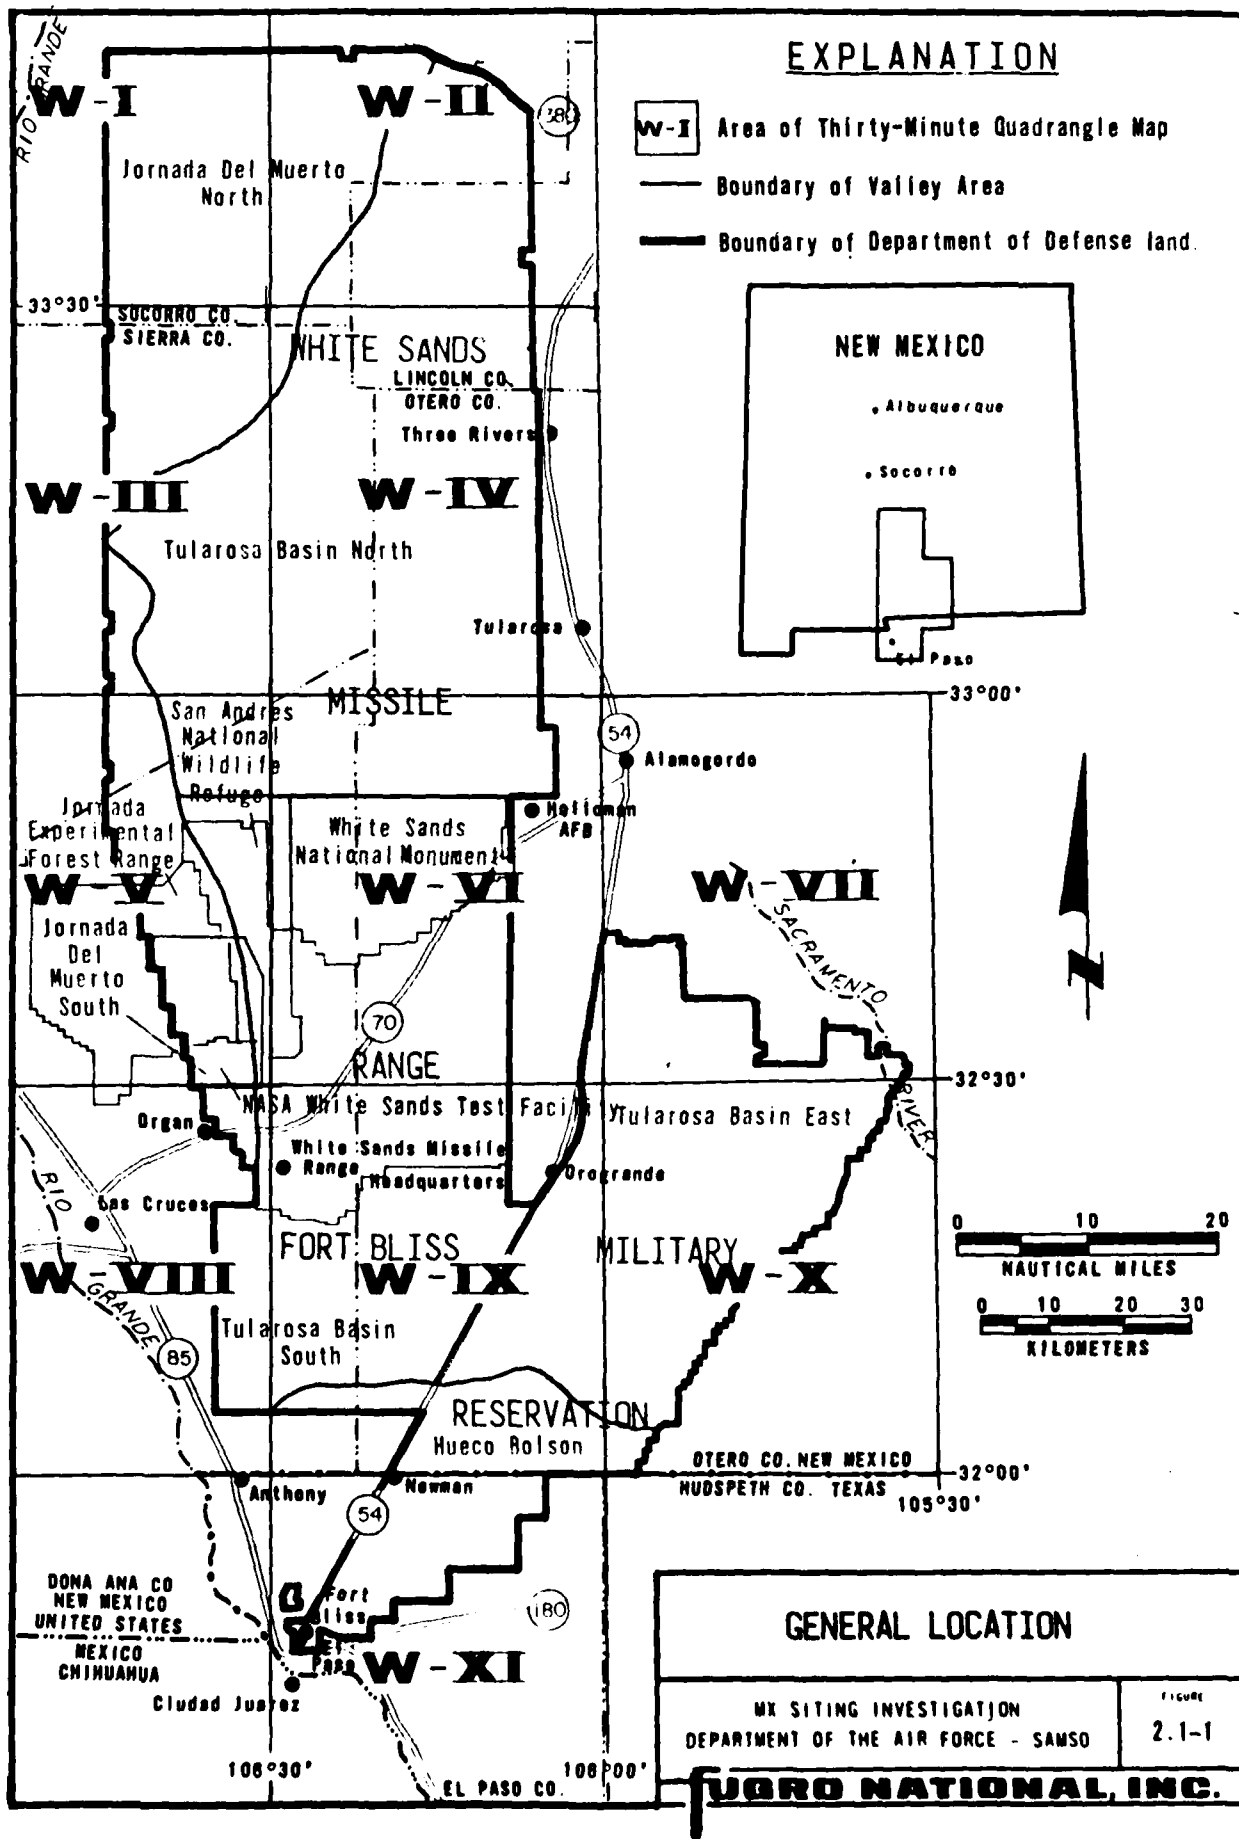 EXPLANATION
W-I Area of Thirty-Minute Quadrangle Map
Boundary of Valley Area
Boundary of Department of Defense land.
RIO GRANDE
W-I
W-II
380
Jornada Del Muerto
North
33°30'
SOCORRO CO.
SIERRA CO.
WHITE SANDS
LINCOLN CO.
OTERO CO.
Three Rivers
NEW MEXICO
Albuquerque
Socorro
El Paso
W-III
W-IV
Tularosa Basin North
Tularosa
33°00'
MISSILE
San Andres
National
Wildlife
Refuge
54
Alamogordo
Jornada
Experimental
Forest Range
White Sands
National Monument
Holloman
AFB
W-V
W-VI
W-VII
Jornada
Del
Muerto
South
SACRAMENTO
RIVER
70
RANGE
32°30'
NASA White Sands Test Facility
Tularosa Basin East
Organ
White Sands Missile
Range
Headquarters
Orogrande
RIO
GRANDE
Las Cruces
FORT BLISS
MILITARY
W-VIII
W-IX
W-X
0 10 20
NAUTICAL MILES
0 10 20 30
KILOMETERS
Tularosa Basin
South
85
RESERVATION
Hueco Bolson
OTERO CO. NEW MEXICO
HUDSPETH CO. TEXAS
32°00'
105°30'
Anthony
Newman
54
DONA ANA CO
NEW MEXICO
UNITED STATES
MEXICO
CHIHUAHUA
Fort
Bliss
180
El
Paso
W-XI
Ciudad Juarez
106°30'
106°00'
EL PASO CO.
GENERAL LOCATION
MX SITING INVESTIGATION
DEPARTMENT OF THE AIR FORCE - SAMSO
FIGURE
2.1-1
FUGRO NATIONAL, INC.
N